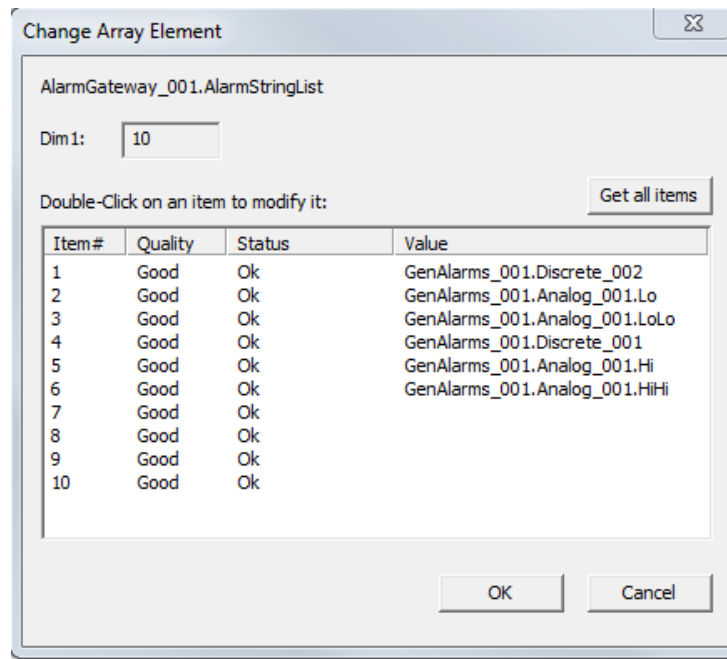 Change Array Element
AlarmGateway_001.AlarmStringList
Dim1: 10
Double-Click on an item to modify it: Get all items
Item# Quality Status Value
1 Good Ok GenAlarms_001.Discrete_002
2 Good Ok GenAlarms_001.Analog_001.Lo
3 Good Ok GenAlarms_001.Analog_001.LoLo
4 Good Ok GenAlarms_001.Discrete_001
5 Good Ok GenAlarms_001.Analog_001.Hi
6 Good Ok GenAlarms_001.Analog_001.HiHi
7 Good Ok
8 Good Ok
9 Good Ok
10 Good Ok
OK Cancel